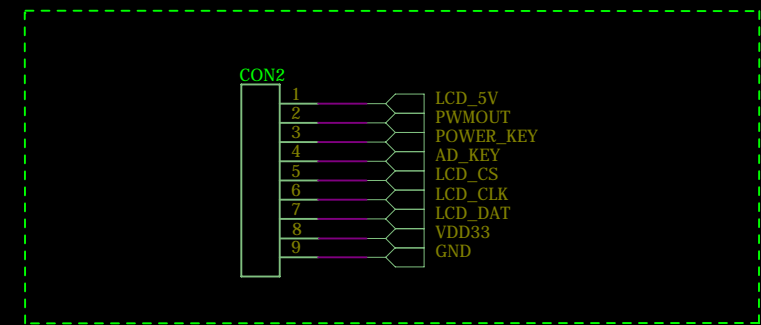 CON2
1 LCD_5V
2 PWMOUT
3 POWER_KEY
4 AD_KEY
5 LCD_CS
6 LCD_CLK
7 LCD_DAT
8 VDD33
9 GND